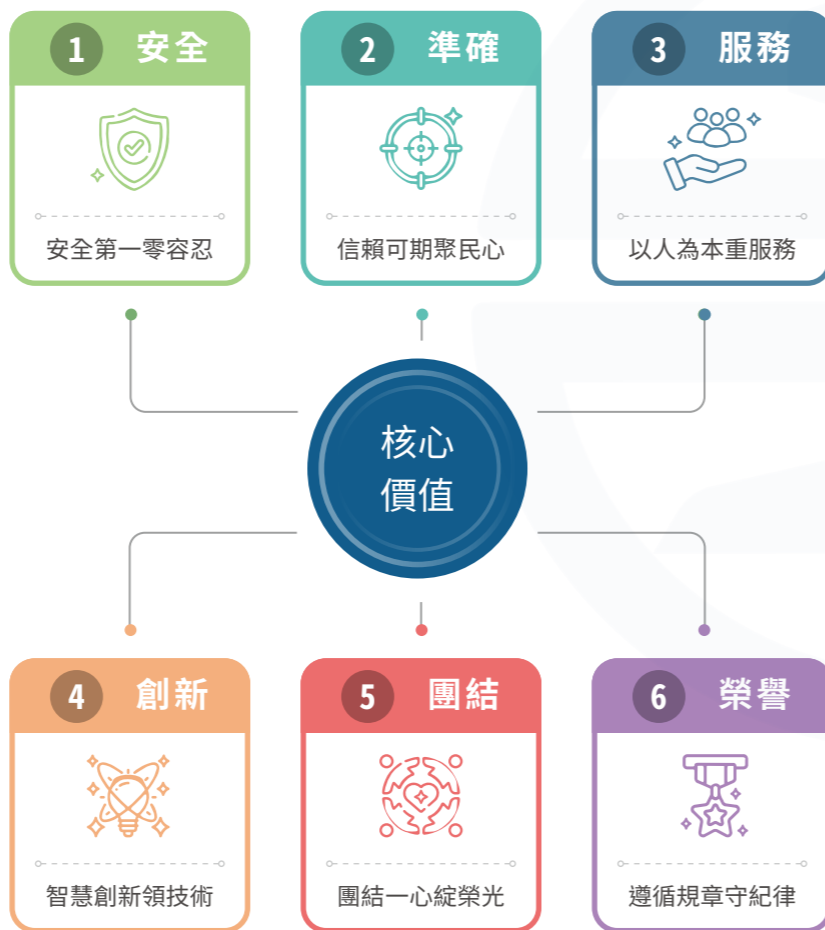 1 安全
安全第一零容忍
2 準確
信賴可期聚民心
3 服務
以人為本重服務
核心
價值
4 創新
智慧創新領技術
5 團結
團結一心綻榮光
6 榮譽
遵循規章守紀律